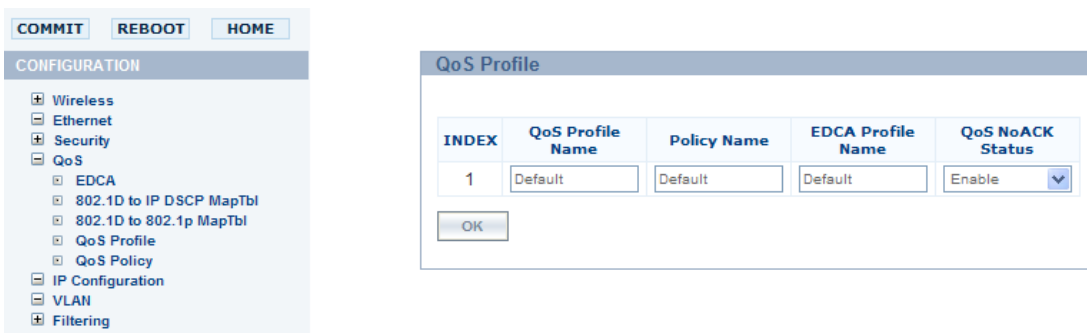 COMMIT REBOOT HOME
CONFIGURATION
Wireless
Ethernet
Security
QoS
EDCA
802.1D to IP DSCP MapTbl
802.1D to 802.1p MapTbl
QoS Profile
QoS Policy
IP Configuration
VLAN
Filtering
QoS Profile
INDEX QoS Profile Name Policy Name EDCA Profile Name QoS NoACK Status
1 Default Default Default Enable
OK